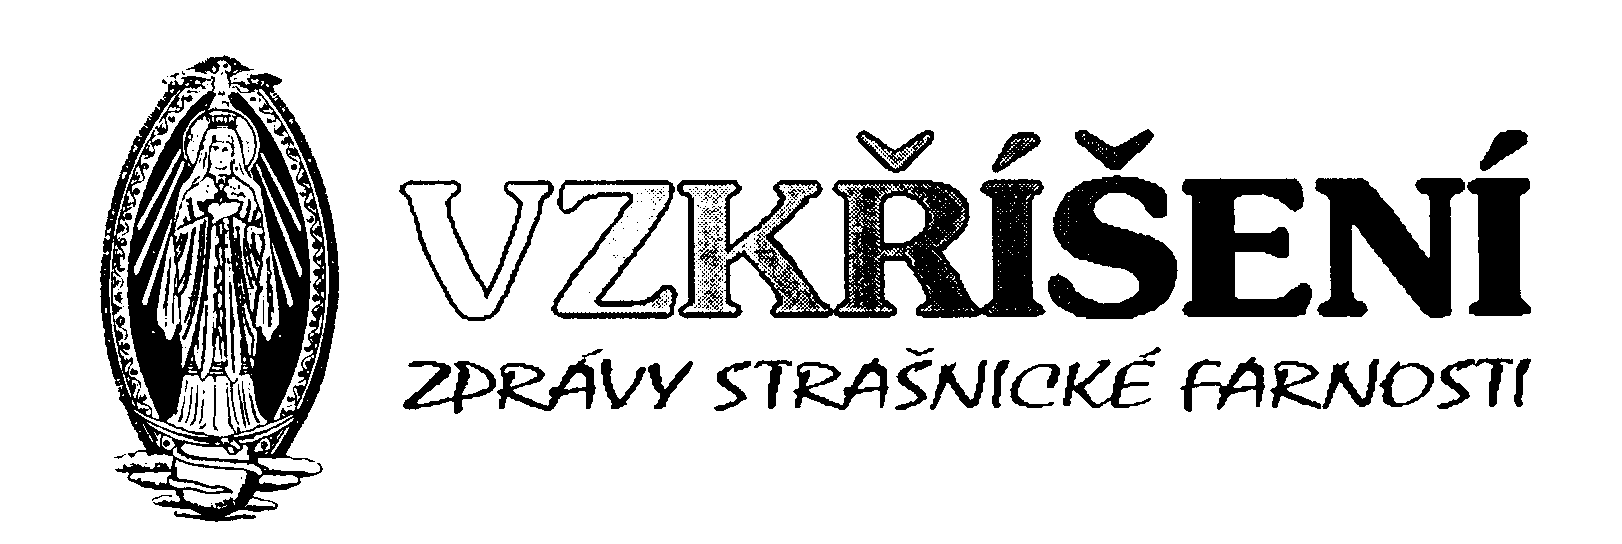 VZKŘÍŠENÍ
ZPRÁVY STRAŠNICKÉ FARNOSTI